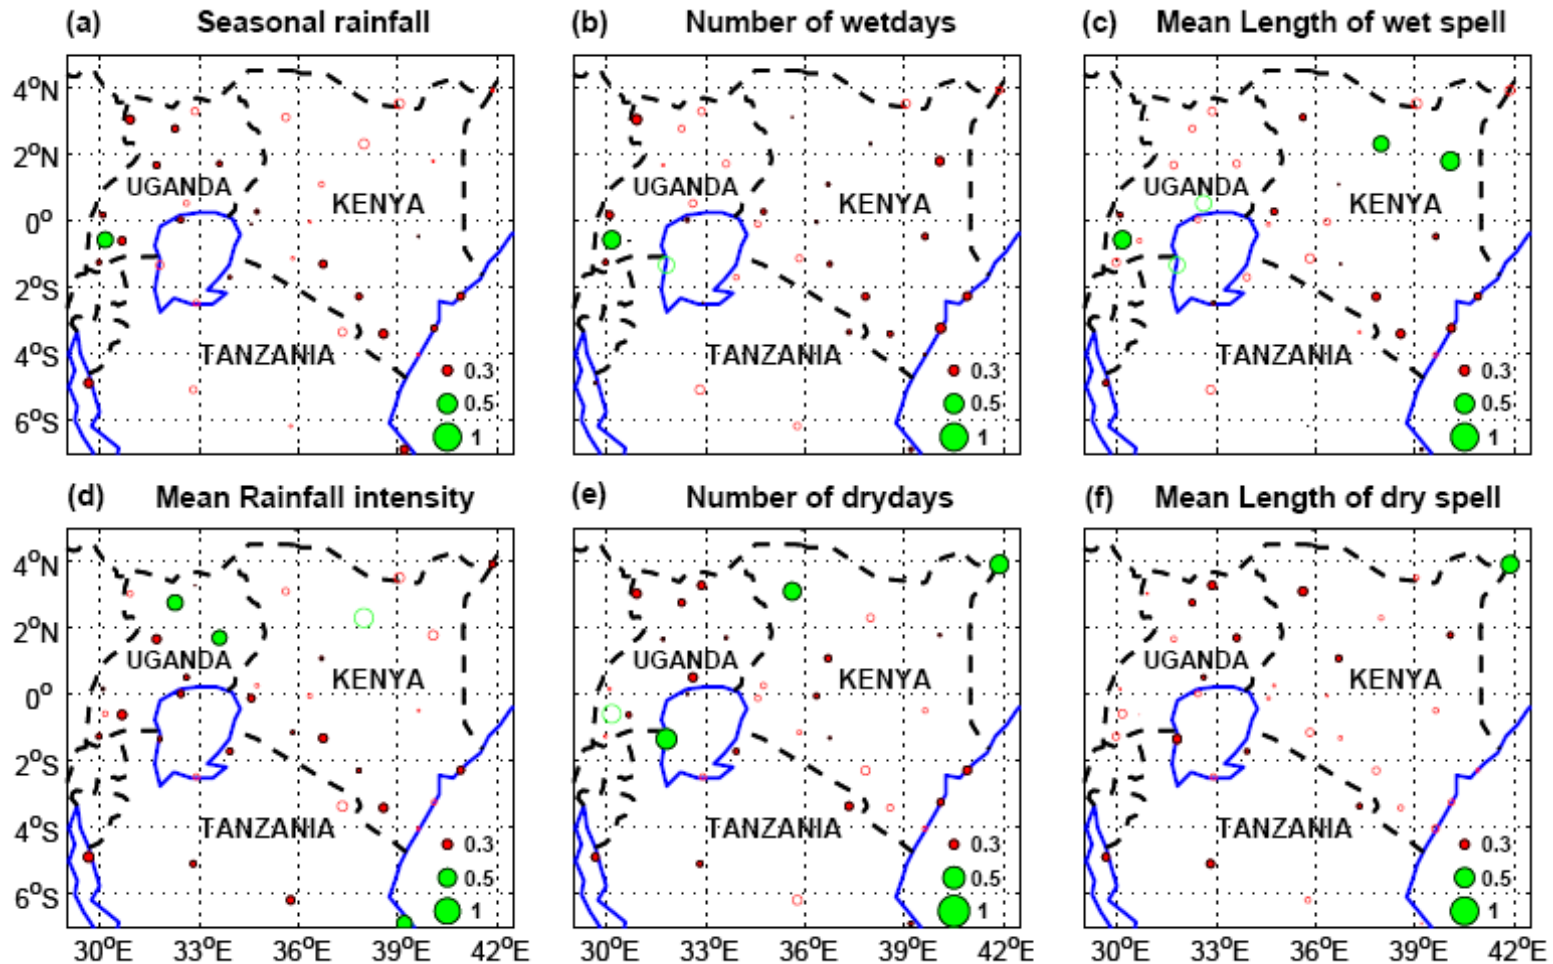 (a) Seasonal rainfall
(b) Number of wetdays
(c) Mean Length of wet spell
4°N
2°N
0°
2°S
4°S
6°S
UGANDA
KENYA
TANZANIA
0.3
0.5
1
UGANDA
KENYA
TANZANIA
0.3
0.5
1
UGANDA
KENYA
TANZANIA
0.3
0.5
1
(d) Mean Rainfall intensity
(e) Number of drydays
(f) Mean Length of dry spell
4°N
2°N
0°
2°S
4°S
6°S
UGANDA
KENYA
TANZANIA
0.3
0.5
1
UGANDA
KENYA
TANZANIA
0.3
0.5
1
UGANDA
KENYA
TANZANIA
0.3
0.5
1
30°E 33°E 36°E 39°E 42°E
30°E 33°E 36°E 39°E 42°E
30°E 33°E 36°E 39°E 42°E